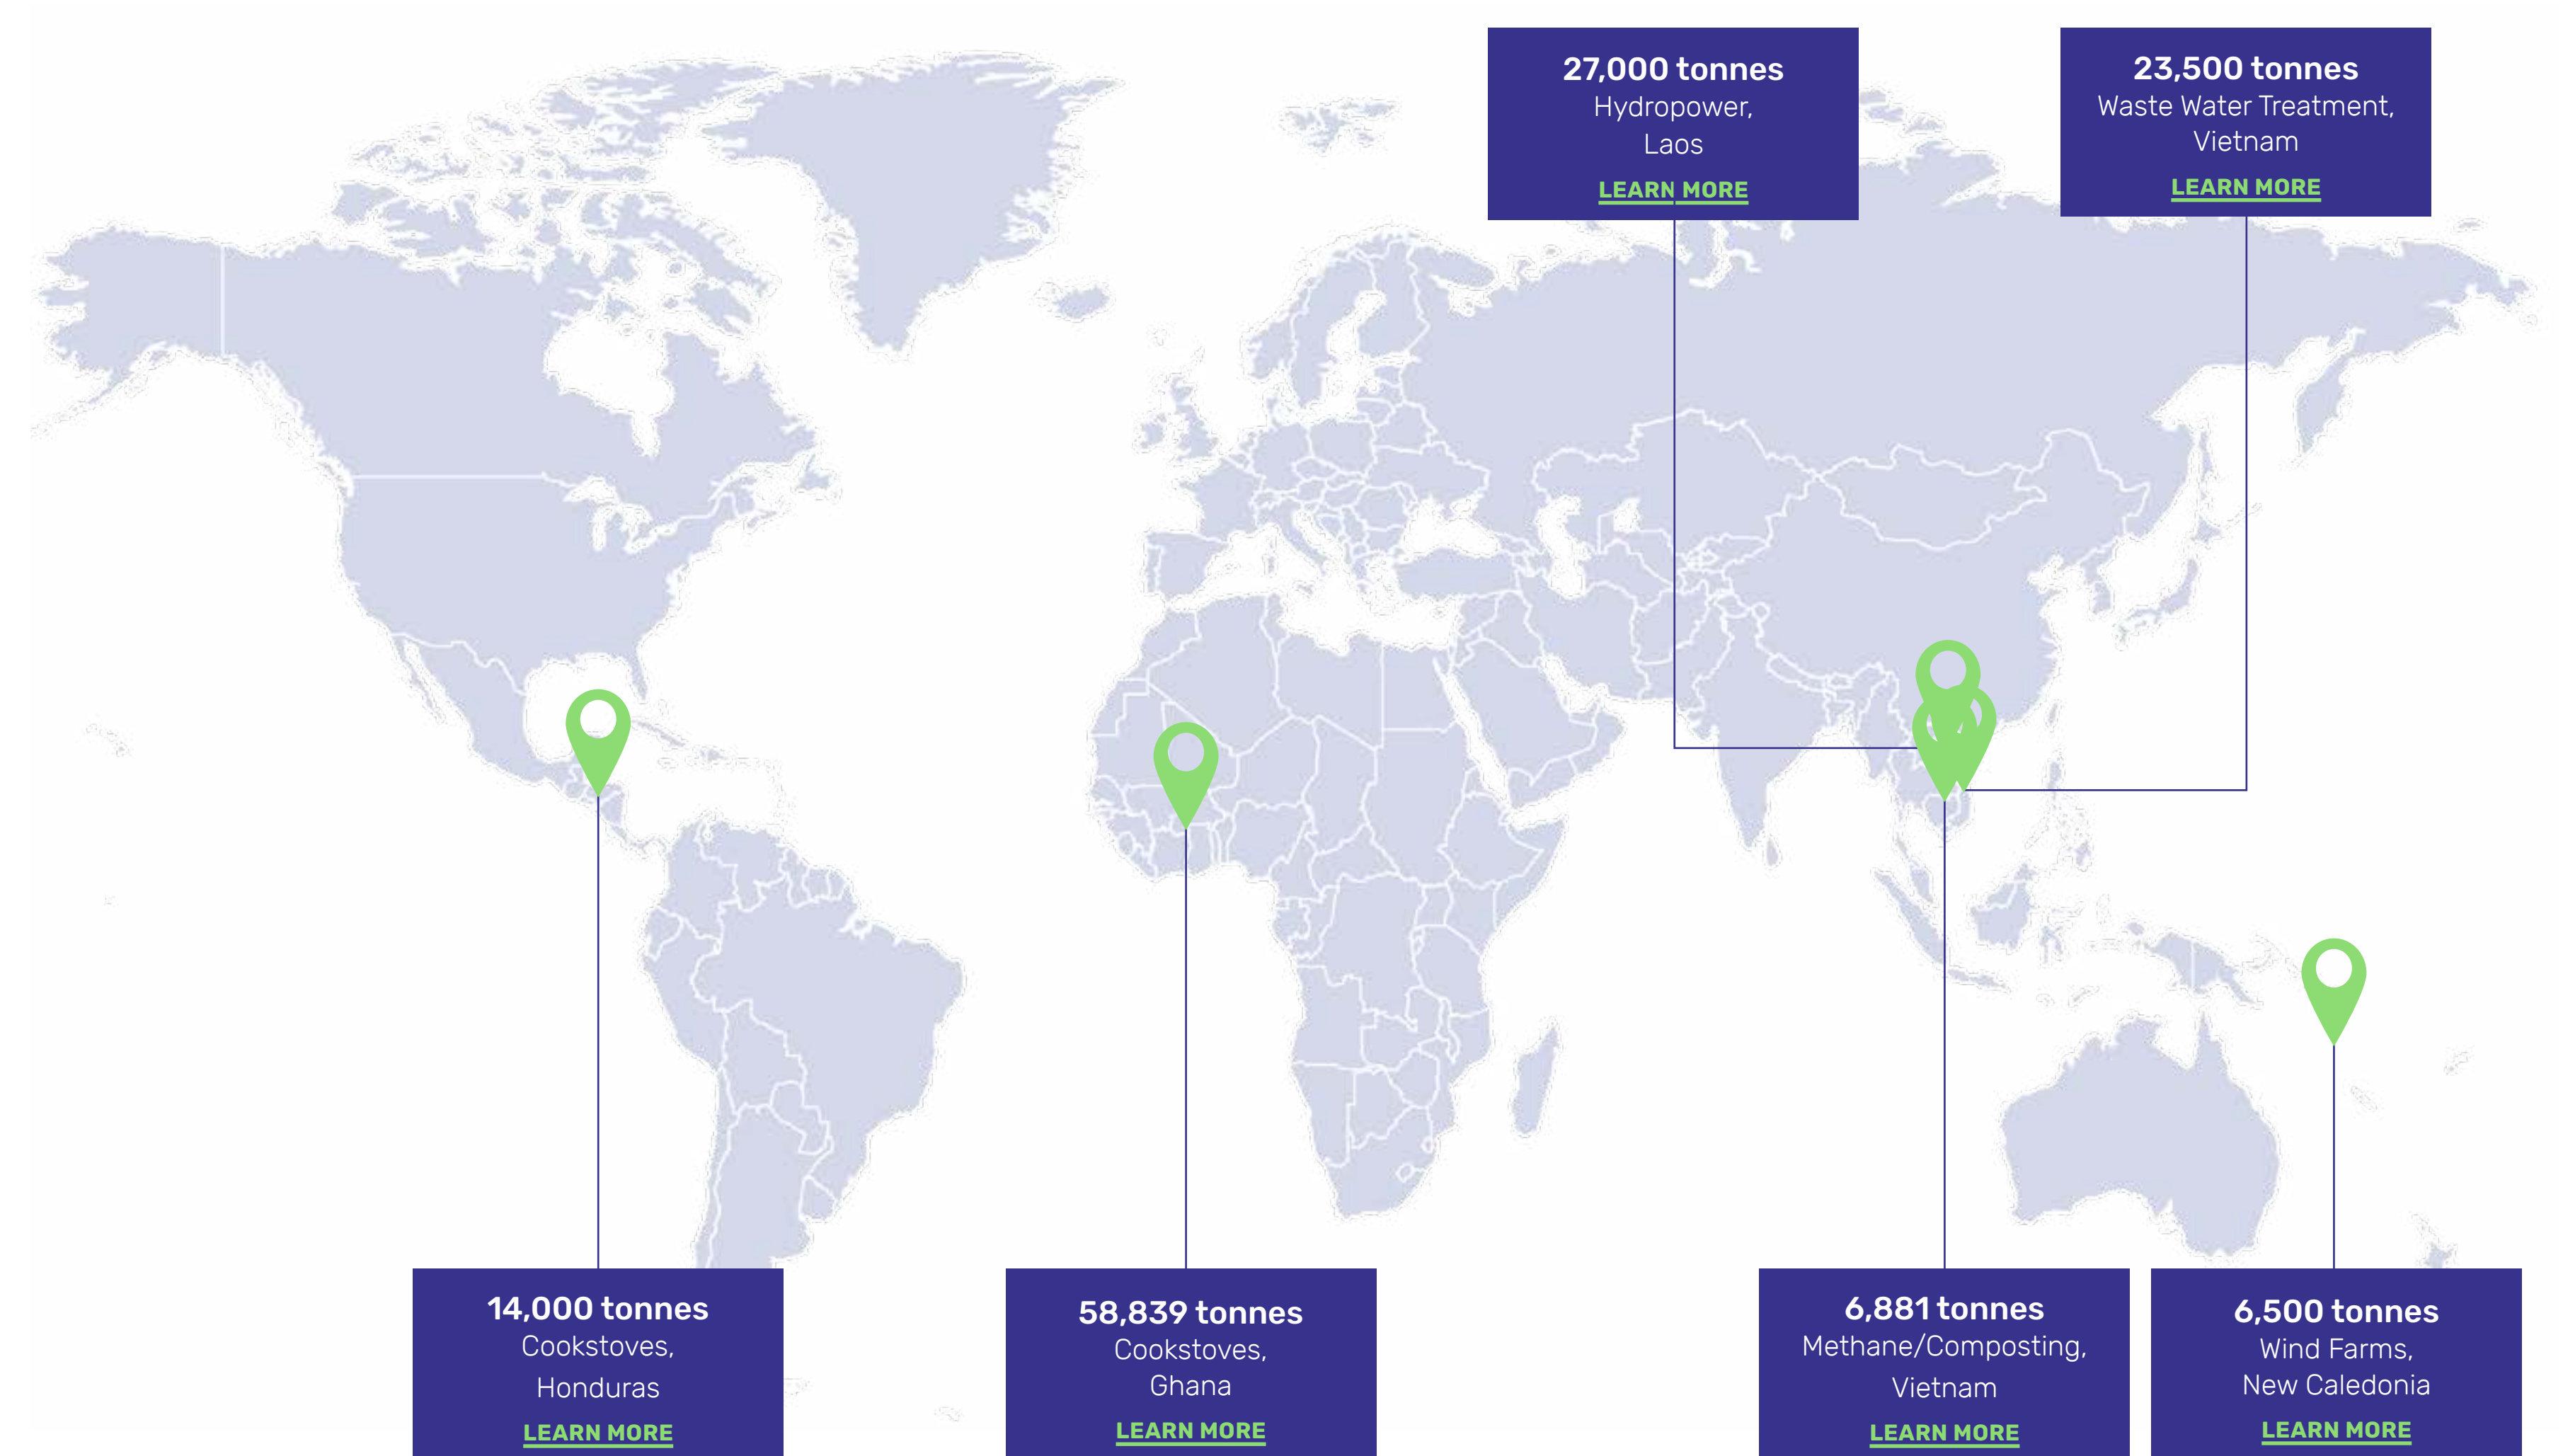 27,000 tonnes
Hydropower,
Laos
LEARN MORE
23,500 tonnes
Waste Water Treatment,
Vietnam
LEARN MORE
14,000 tonnes
Cookstoves,
Honduras
LEARN MORE
58,839 tonnes
Cookstoves,
Ghana
LEARN MORE
6,881 tonnes
Methane/Composting,
Vietnam
LEARN MORE
6,500 tonnes
Wind Farms,
New Caledonia
LEARN MORE